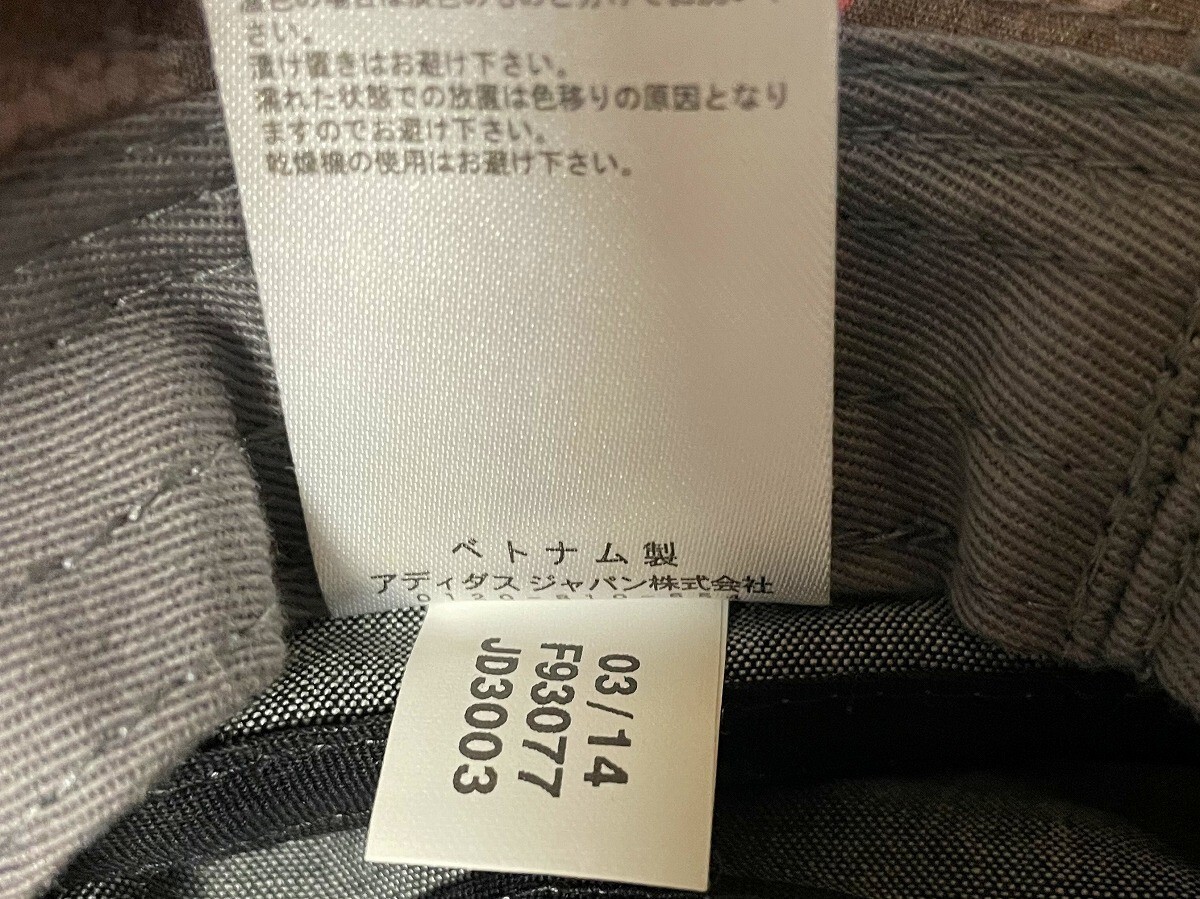 さい。
漬け置きはお避け下さい。
濡れた状態での放置は色移りの原因となり
ますのでお避け下さい。
乾燥機の使用はお避け下さい。
ベトナム製
アディダス ジャパン株式会社
03/14
F93077
JD3003